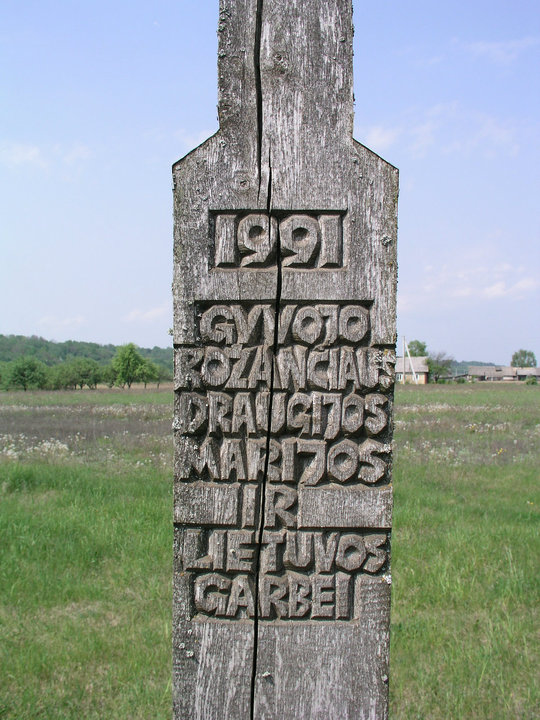 1991
GYVOJO
ROŽANČIAUS
DRAUGIJOS
MARIJOS
IR
LIETUVOS
GARBEI